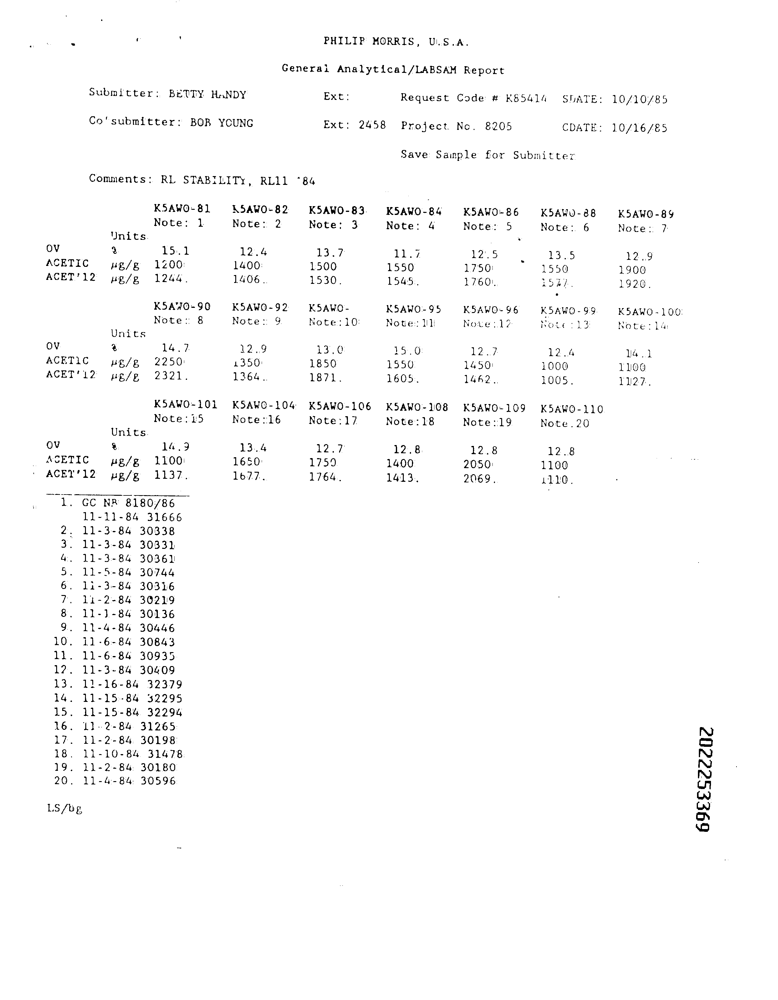 PHILIP MORRIS, U.S.A.
General Analytical/LABSAM Report
Submitter: BETTY HANDY Ext: Request Code # K85414 SDATE: 10/10/85
Co'submitter: BOB YOUNG Ext: 2458 Project No. 8205 CDATE: 10/16/85
Save Sample for Submitter
Comments: RL STABILITY, RL11 '84
K5AWO-81 K5AWO-82 K5AWO-83 K5AWO-84 K5AWO-86 K5AWO-88 K5AWO-89
Note: 1 Note: 2 Note: 3 Note: 4 Note: 5 Note: 6 Note: 7
Units
OV % 15.1 12.4 13.7 11.7 12.5 13.5 12.9
ACETIC µg/g 1200 1400 1500 1550 1750 1550 1900
ACET'12 µg/g 1244. 1406. 1530. 1545. 1760. 1920.
K5AWO-90 K5AWO-92 K5AWO- K5AWO-95 K5AWO-96 K5AWO-99 K5AWO-100
Note: 8 Note: 9 Note:10 Note:11 Note:12 Note:13 Note:14
Units
OV % 14.7 12.9 13.0 15.0 12.7 12.4 14.1
ACETIC µg/g 2250 1350 1850 1550 1450 1000 1100
ACET'12 µg/g 2321. 1364. 1871. 1605. 1462. 1005. 1127.
K5AWO-101 K5AWO-104 K5AWO-106 K5AWO-108 K5AWO-109 K5AWO-110
Note:15 Note:16 Note:17 Note:18 Note:19 Note.20
Units
OV % 14.9 13.4 12.7 12.8 12.8 12.8
ACETIC µg/g 1100 1650 1750 1400 2050 1100
ACET'12 µg/g 1137. 1677. 1764. 1413. 2069. 1110.
1. GC NB 8180/86
11-11-84 31666
2. 11-3-84 30338
3. 11-3-84 30331
4. 11-3-84 30361
5. 11-5-84 30744
6. 11-3-84 30316
7. 11-2-84 30219
8. 11-1-84 30136
9. 11-4-84 30446
10. 11-6-84 30843
11. 11-6-84 30935
12. 11-3-84 30409
13. 11-16-84 32379
14. 11-15-84 32295
15. 11-15-84 32294
16. 11-2-84 31265
17. 11-2-84 30198
18. 11-10-84 31478
19. 11-2-84 30180
20. 11-4-84 30596
LS/bg
2022253369